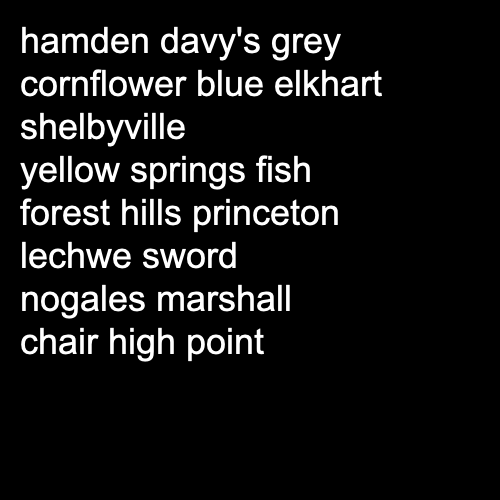 hamden davy's grey
cornflower blue elkhart
shelbyville
yellow springs fish
forest hills princeton
lechwe sword
nogales marshall
chair high point